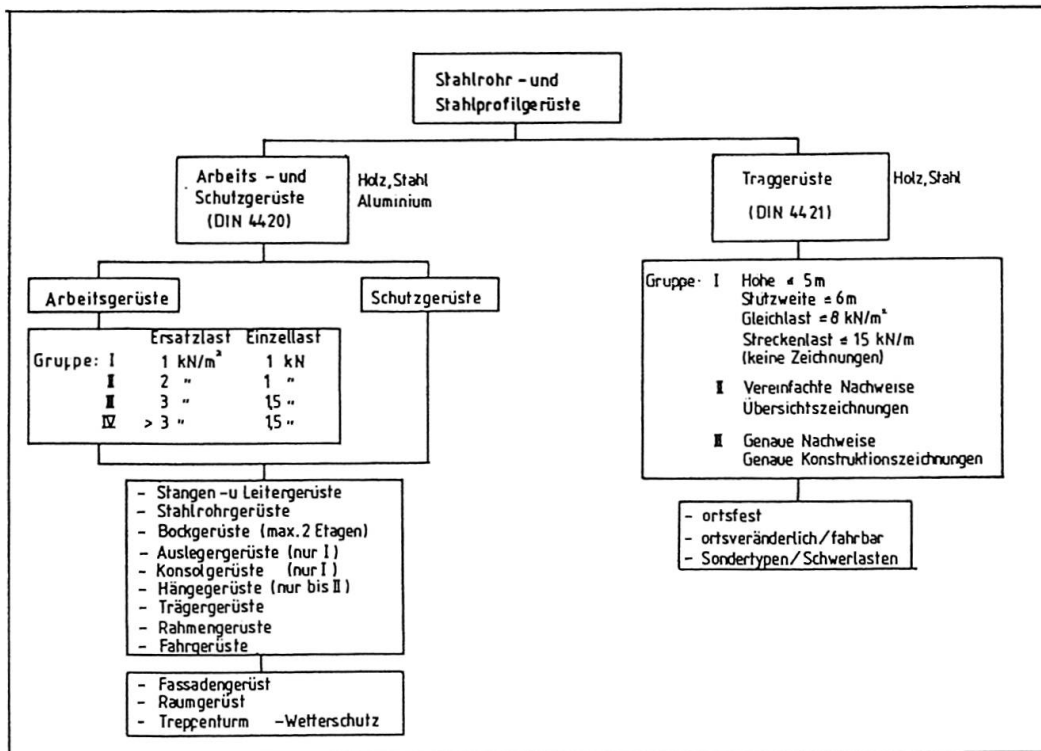 Stahlrohr - und
Stahlprofilgerüste
Arbeits - und
Schutzgerüste
(DIN 4420)
Holz, Stahl
Aluminium
Traggerüste
(DIN 4421)
Holz, Stahl
Arbeitsgerüste
Schutzgerüste
Ersatzlast Einzellast
Gruppe: I 1 kN/m² 1 kN
II 2 " 1 "
III 3 " 1,5 "
IV > 3 " 1,5 "
- Stangen - u Leitergerüste
- Stahlrohrgerüste
- Bockgerüste (max. 2 Etagen)
- Auslegergerüste (nur I)
- Konsolgerüste (nur I)
- Hängegerüste (nur bis II)
- Trägergerüste
- Rahmengeruste
- Fahrgerüste
- Fassadengerüst
- Raumgerüst
- Treppenturm - Wetterschutz
Gruppe: I Hohe ≤ 5m
Stutzweite ≤ 6m
Gleichlast ≤ 8 kN/m²
Streckenlast ≤ 15 kN/m
(keine Zeichnungen)
II Vereinfachte Nachweise
Übersichtszeichnungen
III Genaue Nachweise
Genaue Konstruktionszeichnungen
- ortsfest
- ortsveränderlich/fahrbar
- Sondertypen/Schwerlasten